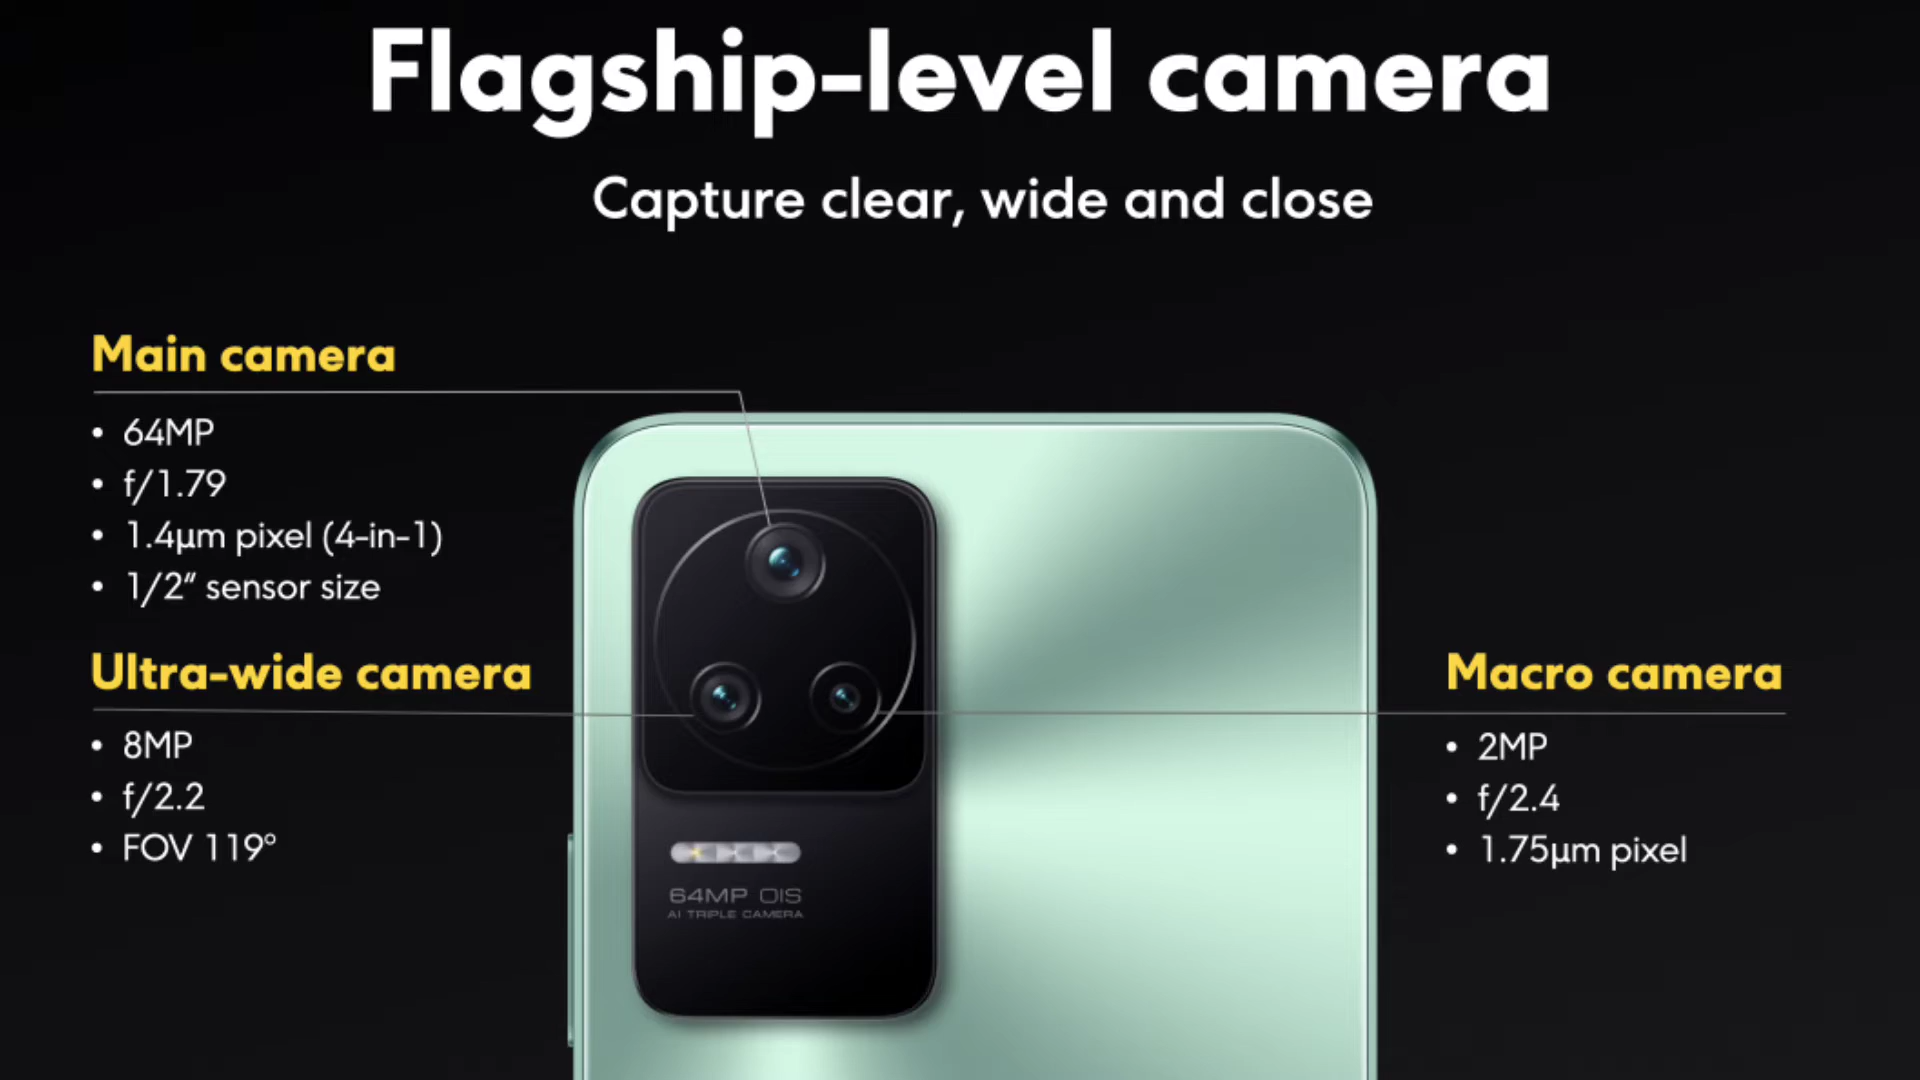 Flagship-level camera
Capture clear, wide and close
Main camera
• 64MP
• f/1.79
• 1.4µm pixel (4-in-1)
• 1/2” sensor size
Ultra-wide camera
• 8MP
• f/2.2
• FOV 119°
Macro camera
• 2MP
• f/2.4
• 1.75µm pixel
64MP OIS
AI TRIPLE CAMERA